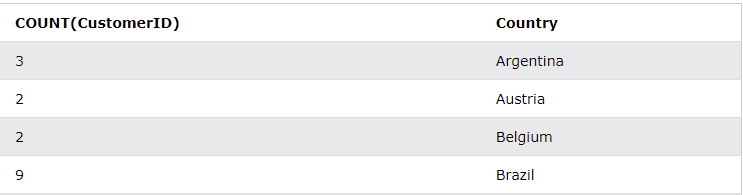 COUNT(CustomerID) Country
3 Argentina
2 Austria
2 Belgium
9 Brazil